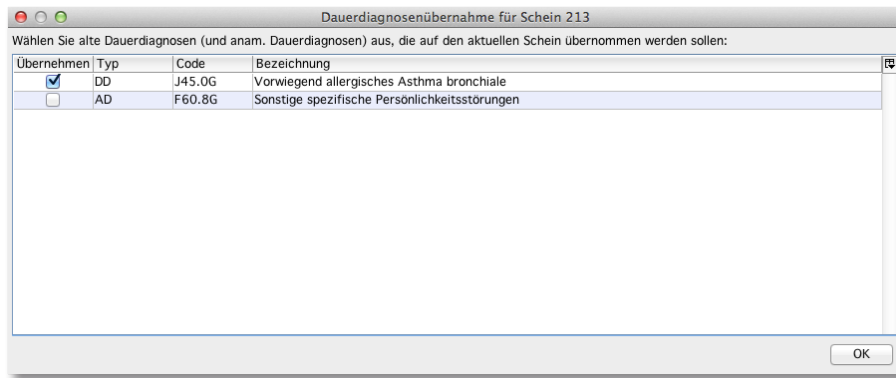 Dauerdiagnosenübernahme für Schein 213
Wählen Sie alte Dauerdiagnosen (und anam. Dauerdiagnosen) aus, die auf den aktuellen Schein übernommen werden sollen:
Übernehmen Typ Code Bezeichnung
DD J45.0G Vorwiegend allergisches Asthma bronchiale
AD F60.8G Sonstige spezifische Persönlichkeitsstörungen
OK